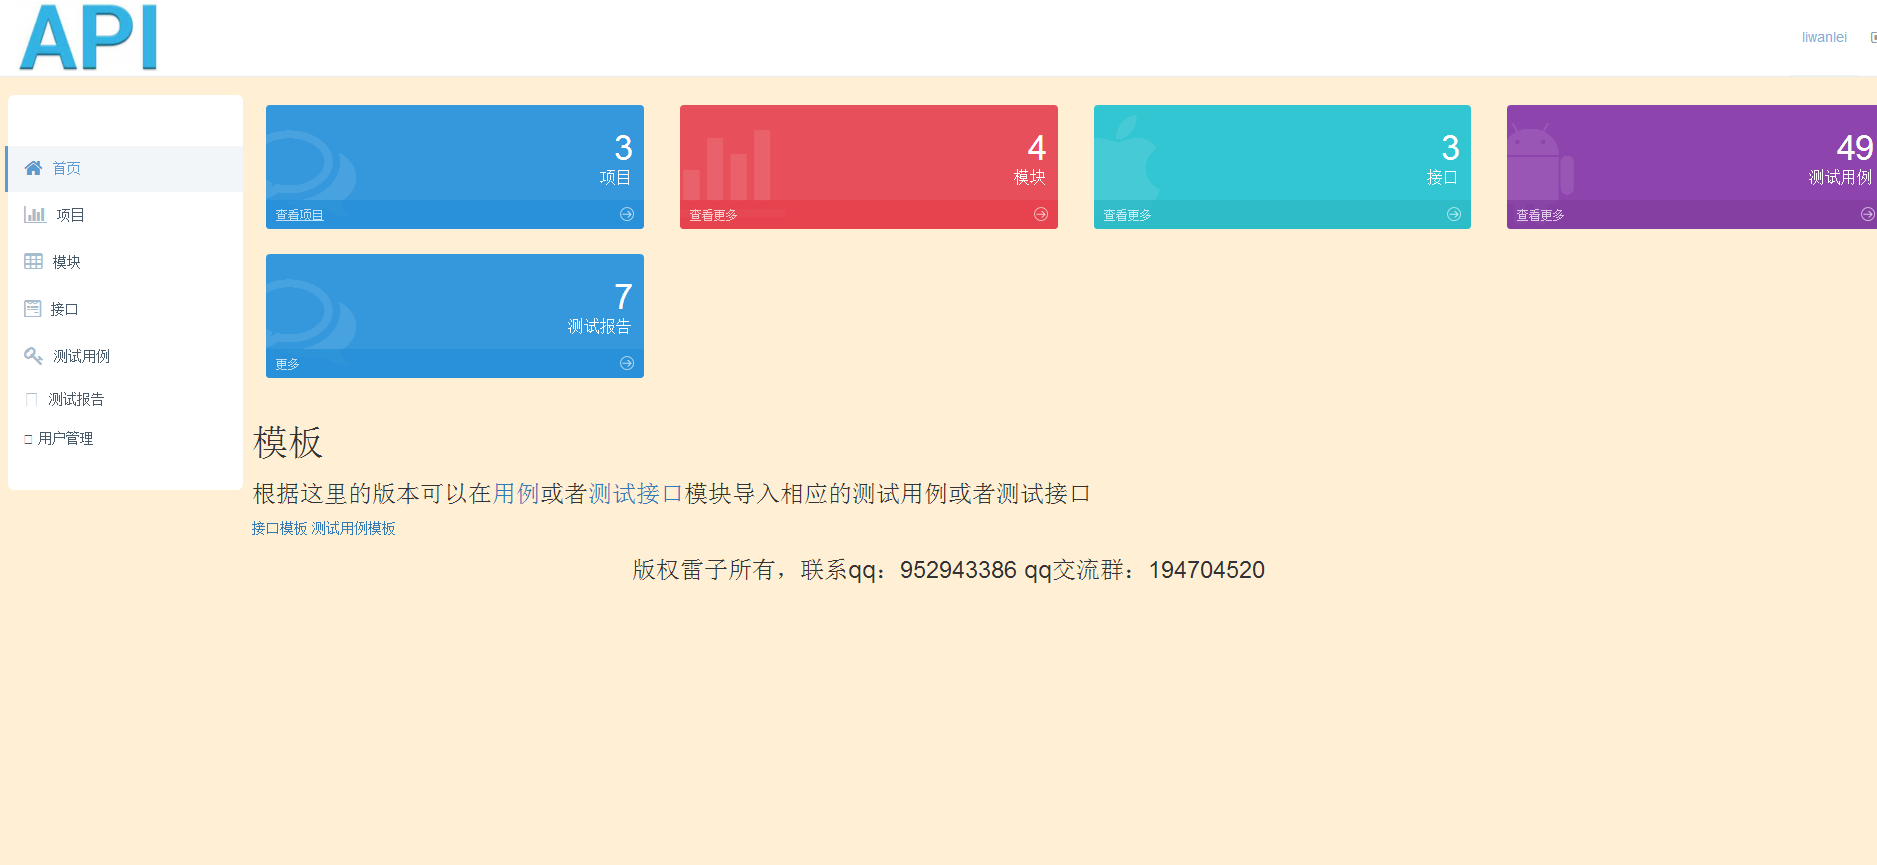 API
liwanlei
首页
项目
模块
接口
测试用例
测试报告
用户管理
3
项目
查看项目
4
模块
查看更多
3
接口
查看更多
49
测试用例
查看更多
7
测试报告
更多
模板
根据这里的版本可以在用例或者测试接口模块导入相应的测试用例或者测试接口
接口模板 测试用例模板
版权雷子所有，联系qq：952943386 qq交流群：194704520